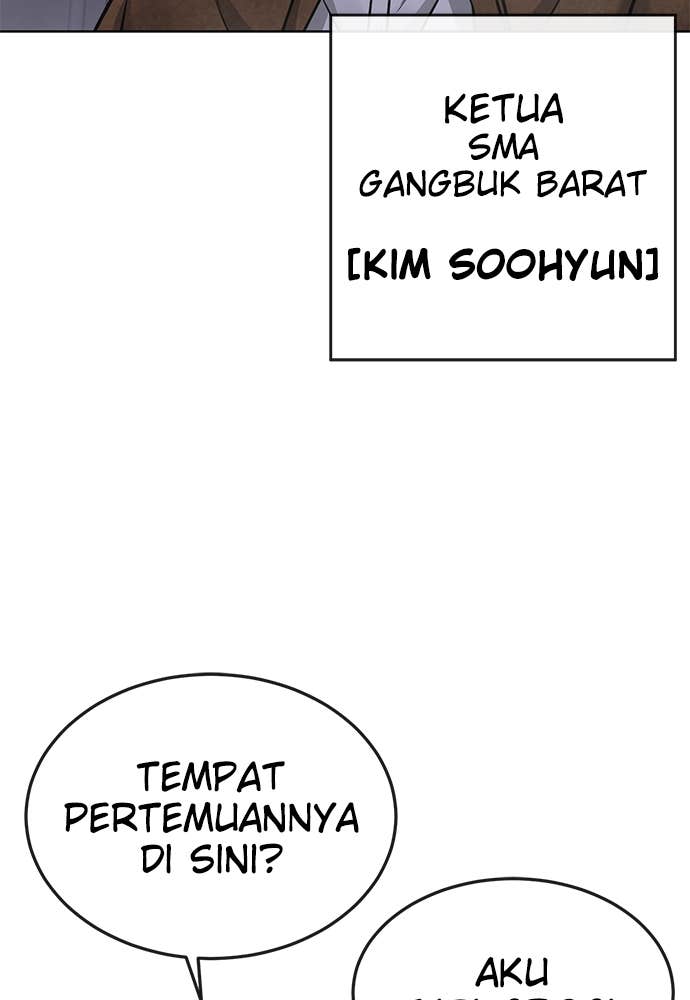 KETUA
SMA
GANGBUK BARAT
[KIM SOOHYUN]
TEMPAT
PERTEMUANNYA
DI SINI?
AKU